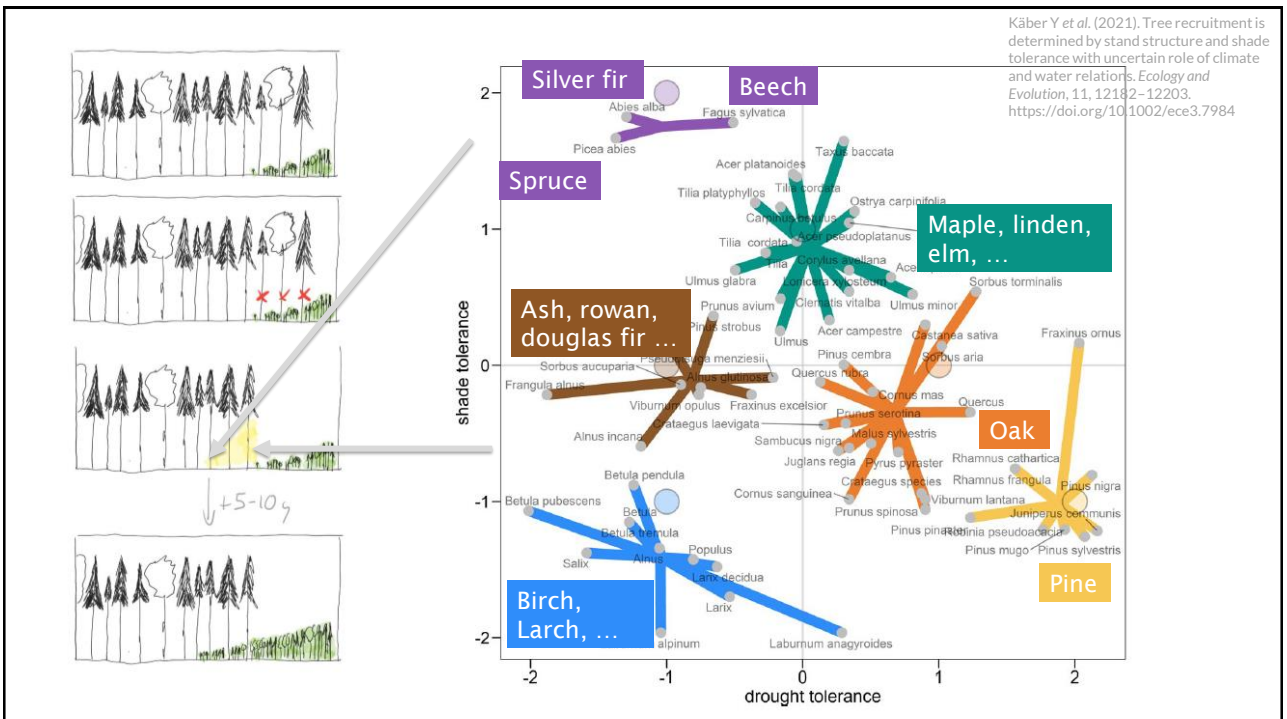 Käber Y et al. (2021). Tree recruitment is
determined by stand structure and shade
tolerance with uncertain role of climate
and water relations. Ecology and
Evolution, 11, 12182–12203.
https://doi.org/10.1002/ece3.7984
Silver fir
Beech
2
Abies alba
Fagus sylvatica
Picea abies
Taxus baccata
Spruce
Acer platanoides
Tilia platyphyllos
Tilia cordata
Ostrya carpinifolia
Carpinus betulus
1
Maple, linden,
elm, ...
Acer pseudoplatanus
Tilia cordata
Tilia
Corylus avellana
Ace
Ulmus glabra
Lonicera xylosteum
Sorbus torminalis
Prunus avium
Clematis vitalba
Ulmus minor
Ash, rowan,
douglas fir ...
Pinus strobus
Acer campestre
Castanea sativa
Fraxinus ornus
Ulmus
Pinus cembra
Sorbus aria
Pseudotsuga menziesii
0
Sorbus aucuparia
Alnus glutinosa
Quercus rubra
Frangula alnus
Cornus mas
Viburnum opulus
Fraxinus excelsior
Prunus serotina
Quercus
Crataegus laevigata
Oak
Alnus incana
Sambucus nigra
Malus sylvestris
Juglans regia
Pyrus pyraster
Rhamnus cathartica
Betula pendula
Crataegus species
Rhamnus frangula
Pinus nigra
-1
Betula pubescens
Cornus sanguinea
Viburnum lantana
Betula
Prunus spinosa
Juniperus communis
Betula tremula
Pinus pinaster
Robinia pseudoacacia
Salix
Alnus
Populus
Pinus mugo
Pinus sylvestris
Larix decidua
Pine
Birch,
Larch, ...
Larix
-2
alpinum
Laburnum anagyroides
-2
-1
0
1
2
drought tolerance
shade tolerance
+5-10y